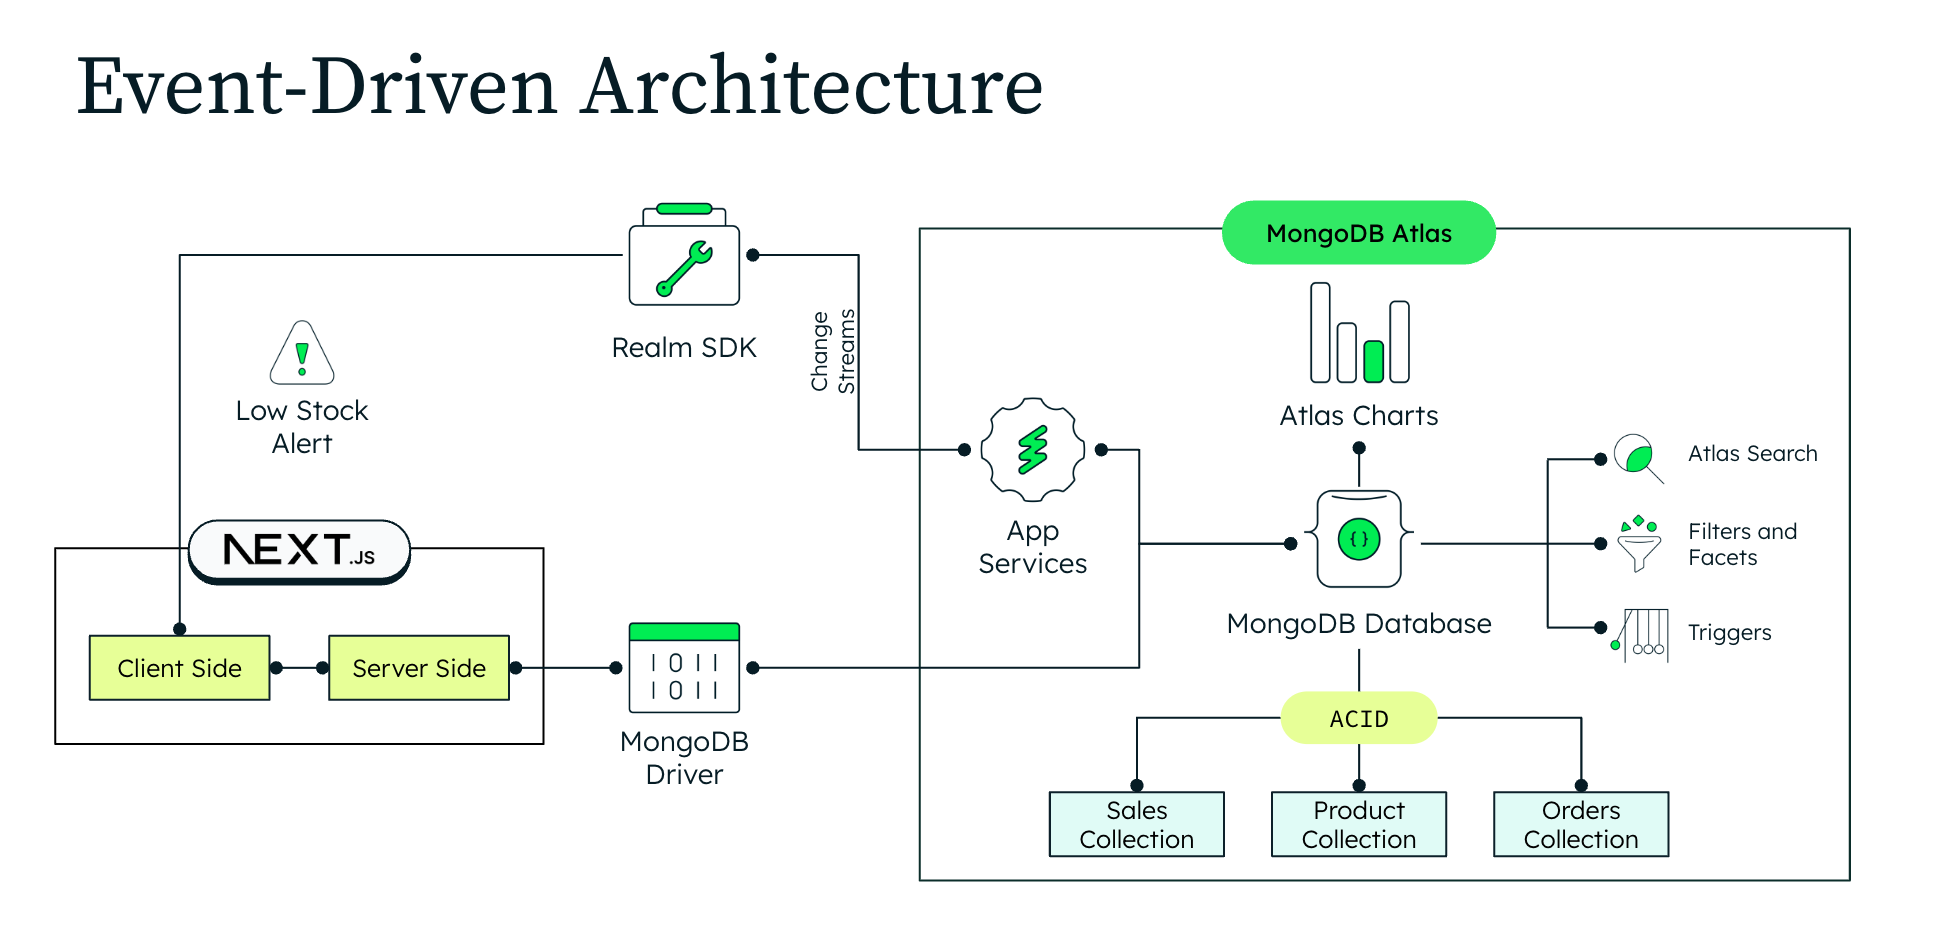 Event-Driven Architecture
MongoDB Atlas
Realm SDK
Change
Streams
Low Stock
Alert
Atlas Charts
App
Services
Atlas Search
Filters and
Facets
Triggers
NEXT.JS
{ }
MongoDB Database
Client Side
Server Side
1 0 1 1
1 0 1 1
MongoDB
Driver
ACID
Sales
Collection
Product
Collection
Orders
Collection